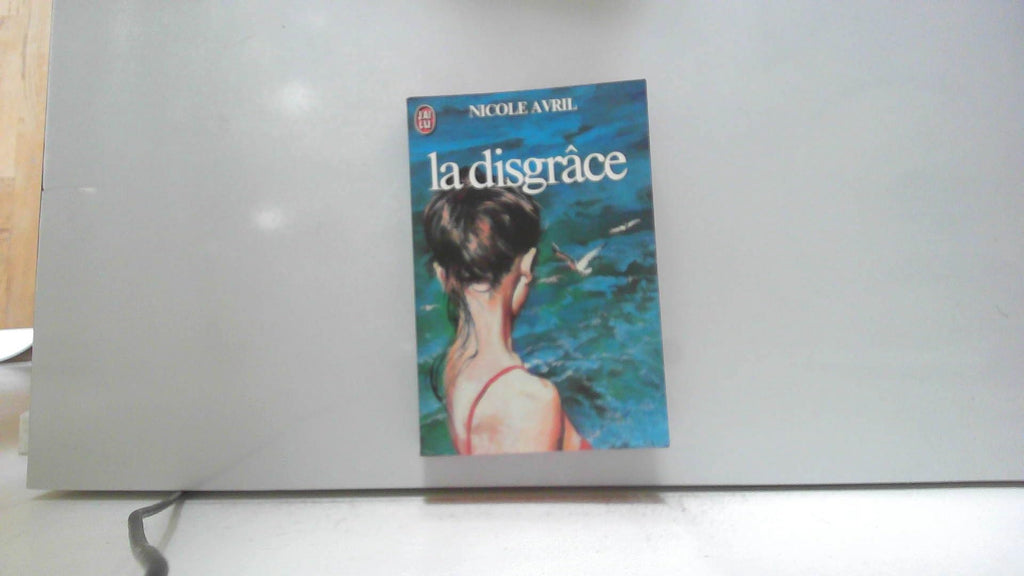 NICOLE AVRIL
J'AI
LU
la disgrâce